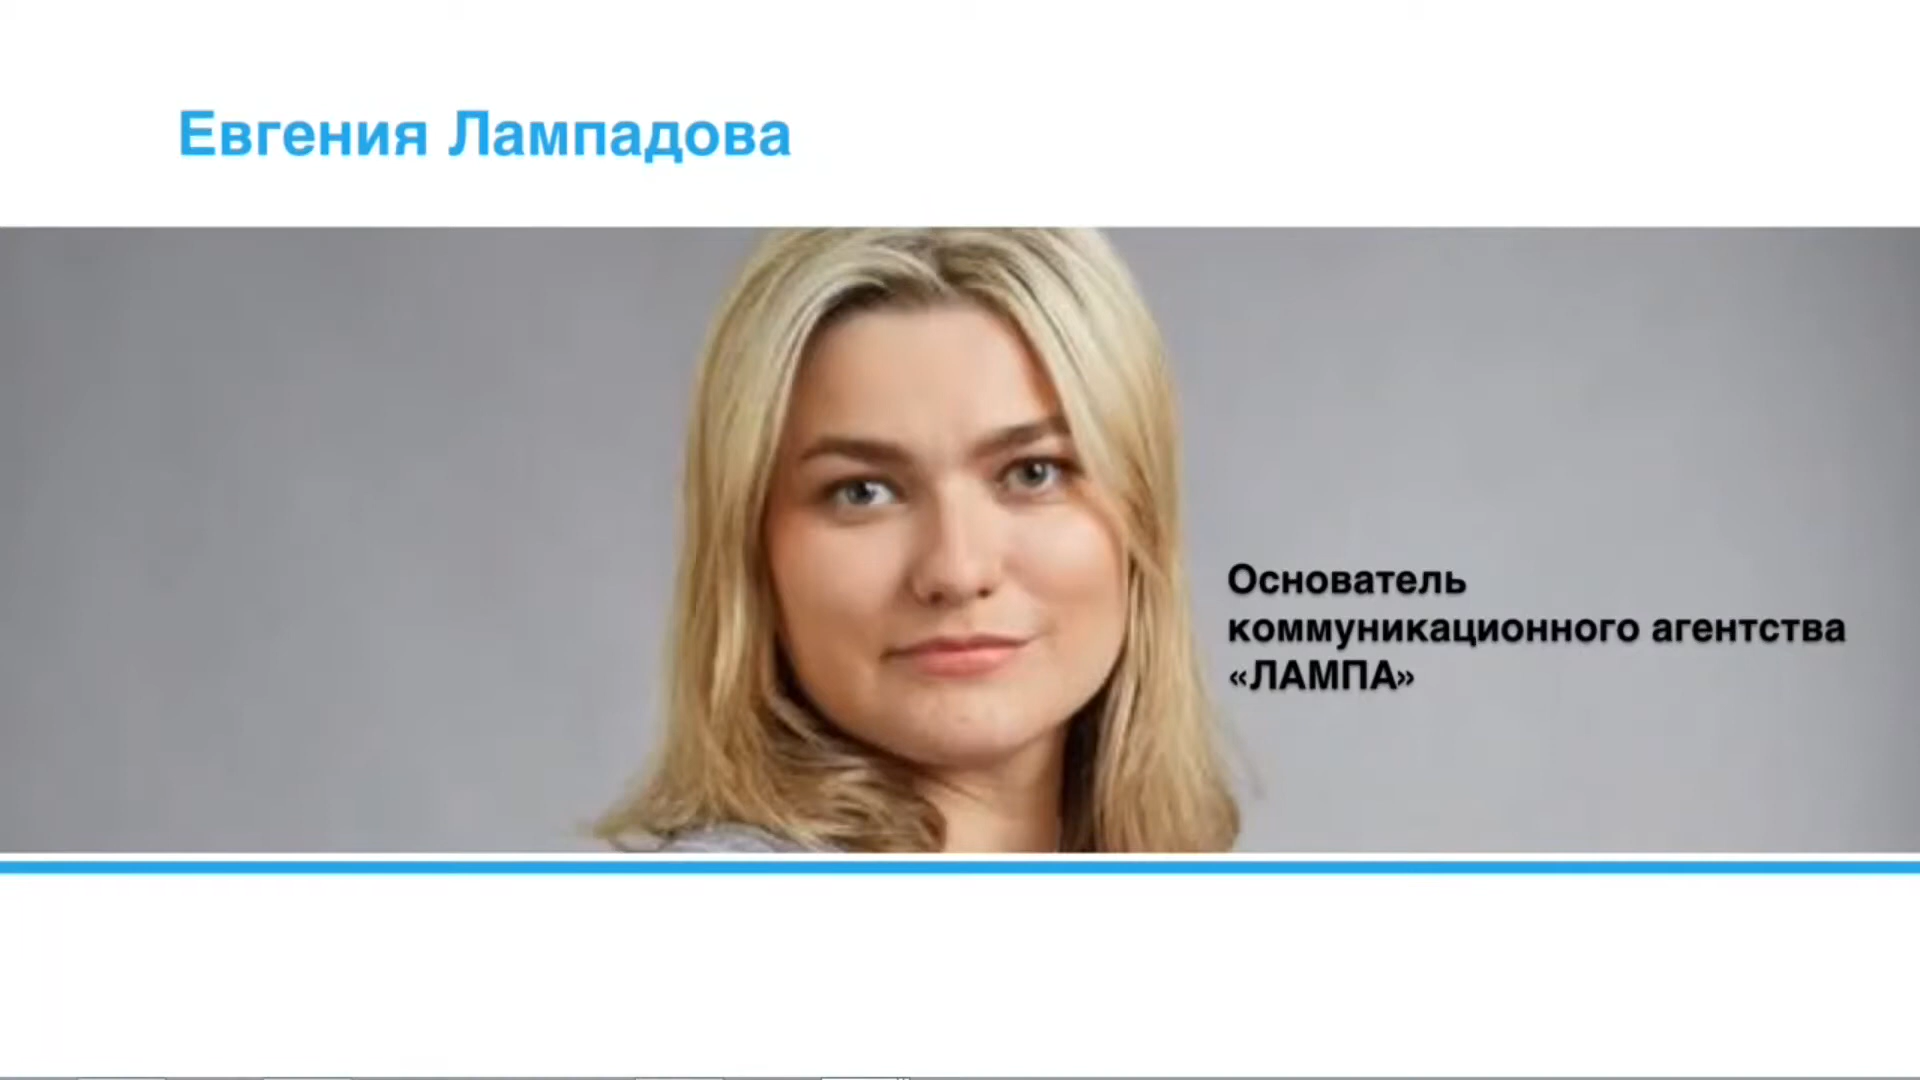 Евгения Лампадова
Основатель
коммуникационного агентства
«ЛАМПА»